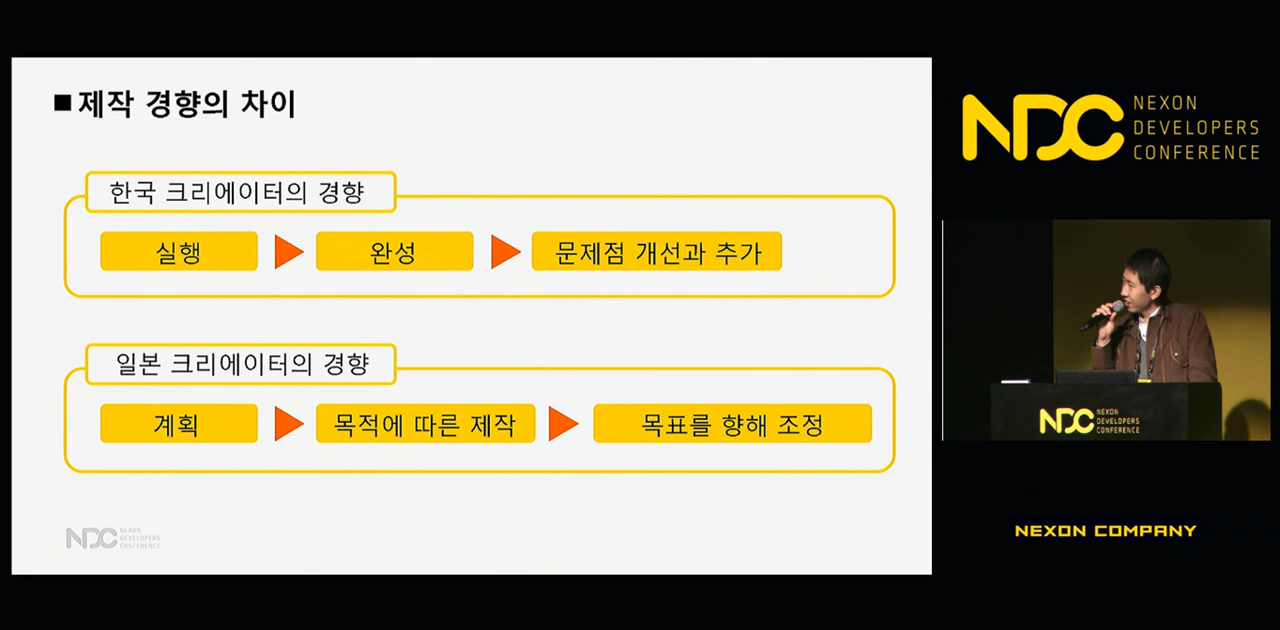 ■제작 경향의 차이
한국 크리에이터의 경향
실행
완성
문제점 개선과 추가
일본 크리에이터의 경향
계획
목적에 따른 제작
목표를 향해 조정
NDC NEXON
DEVELOPERS
CONFERENCE
NDC NEXON
DEVELOPERS
CONFERENCE
NDC NEXON
DEVELOPERS
CONFERENCE
NEXON COMPANY